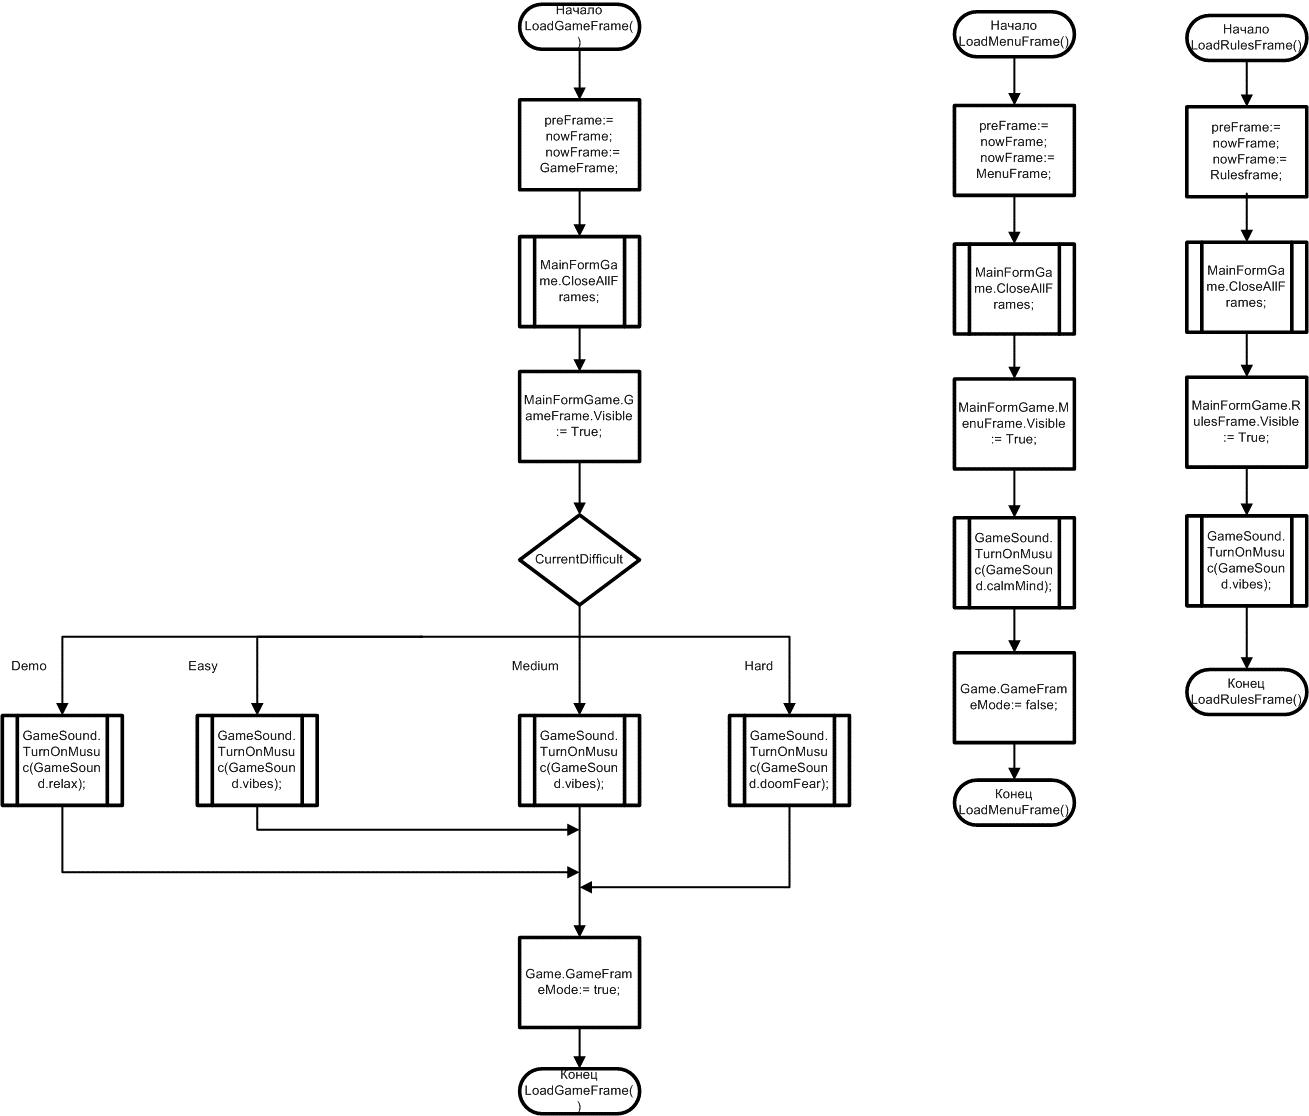 Начало
LoadGameFrame(
)
preFrame:=
nowFrame;
nowFrame:=
GameFrame;
MainFormGa
me.CloseAllF
rames;
MainFormGame.G
ameFrame.Visible
:= True;
CurrentDifficult
Demo
Easy
Medium
Hard
GameSound.
TurnOnMusu
c(GameSoun
d.relax);
GameSound.
TurnOnMusu
c(GameSoun
d.vibes);
GameSound.
TurnOnMusu
c(GameSoun
d.vibes);
GameSound.
TurnOnMusu
c(GameSoun
d.doomFear);
Game.GameFram
eMode:= true;
Конец
LoadGameFrame(
)
Начало
LoadMenuFrame()
preFrame:=
nowFrame;
nowFrame:=
MenuFrame;
MainFormGa
me.CloseAllF
rames;
MainFormGame.M
enuFrame.Visible
:= True;
GameSound.
TurnOnMusu
c(GameSoun
d.calmMind);
Game.GameFram
eMode:= false;
Конец
LoadMenuFrame()
Начало
LoadRulesFrame()
preFrame:=
nowFrame;
nowFrame:=
Rulesframe;
MainFormGa
me.CloseAllF
rames;
MainFormGame.R
ulesFrame.Visible
:= True;
GameSound.
TurnOnMusu
c(GameSoun
d.vibes);
Конец
LoadRulesFrame()